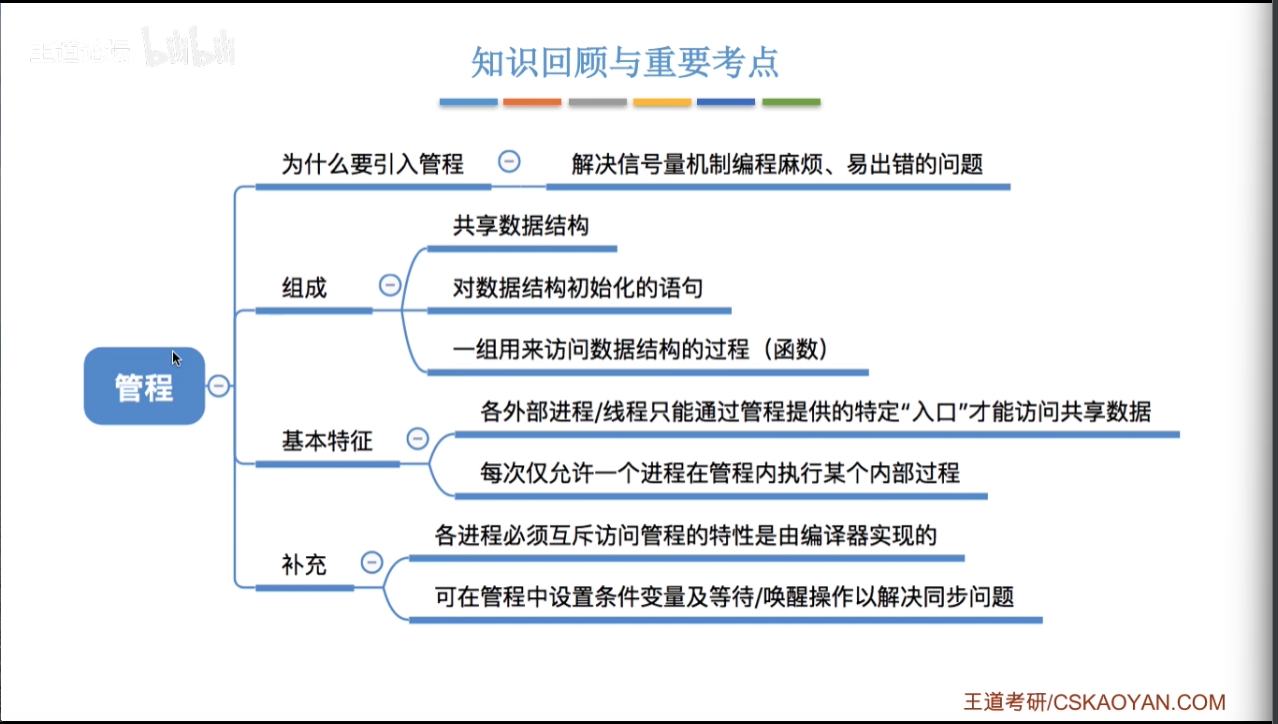 王道论坛 bilibili
知识回顾与重要考点
为什么要引入管程
解决信号量机制编程麻烦、易出错的问题
组成
共享数据结构
对数据结构初始化的语句
一组用来访问数据结构的过程（函数）
管程
基本特征
各外部进程/线程只能通过管程提供的特定“入口”才能访问共享数据
每次仅允许一个进程在管程内执行某个内部过程
补充
各进程必须互斥访问管程的特性是由编译器实现的
可在管程中设置条件变量及等待/唤醒操作以解决同步问题
王道考研/CSKAOYAN.COM